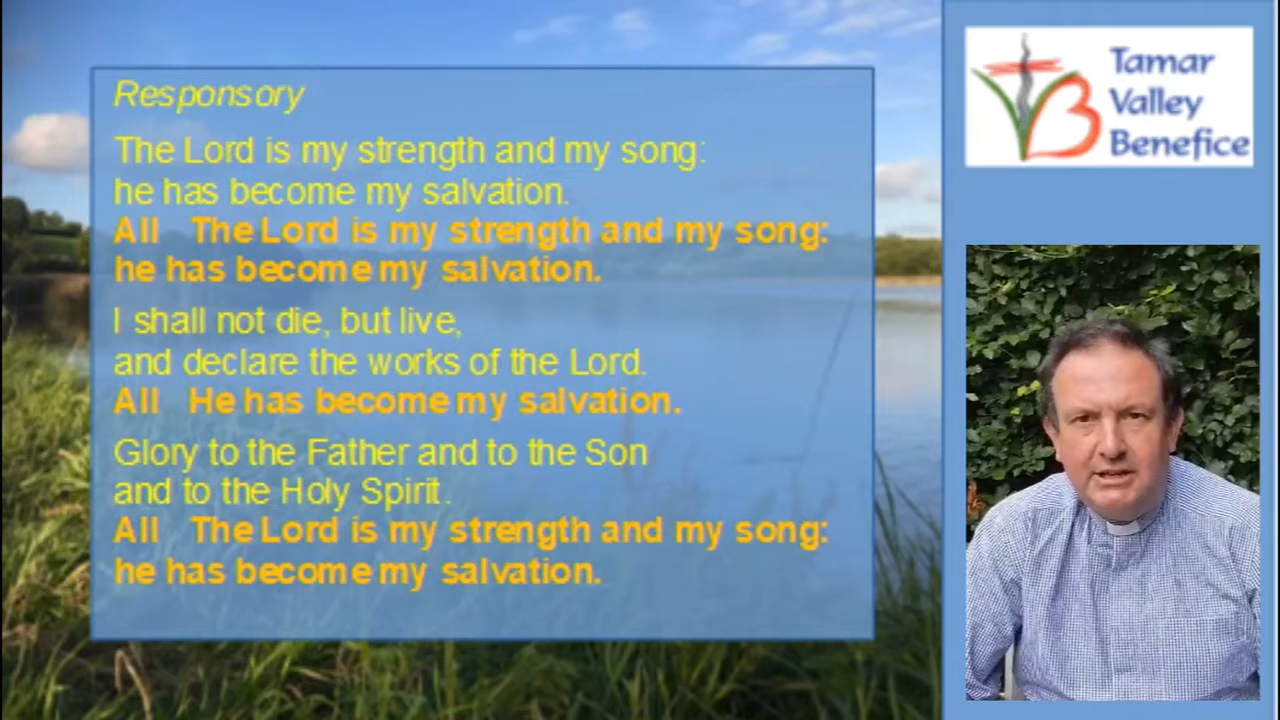 Responsory
The Lord is my strength and my song:
he has become my salvation.
All The Lord is my strength and my song:
he has become my salvation.
I shall not die, but live,
and declare the works of the Lord.
All He has become my salvation.
Glory to the Father and to the Son
and to the Holy Spirit.
All The Lord is my strength and my song:
he has become my salvation.
Tamar
Valley
Benefice